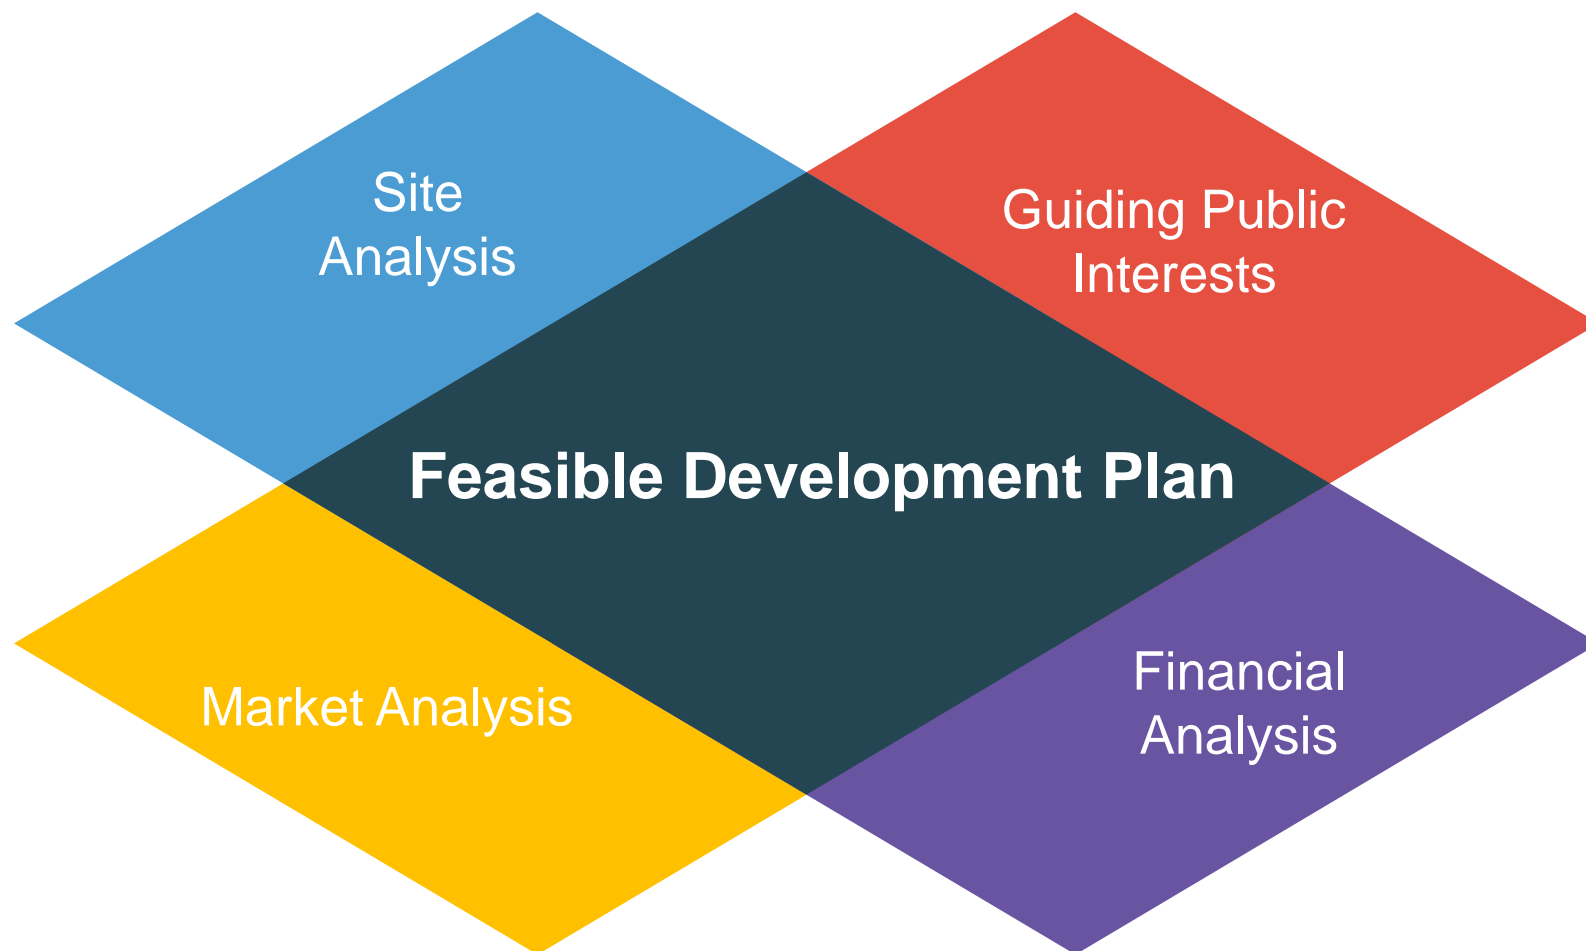 Site
Analysis
Guiding Public
Interests
Feasible Development Plan
Market Analysis
Financial
Analysis